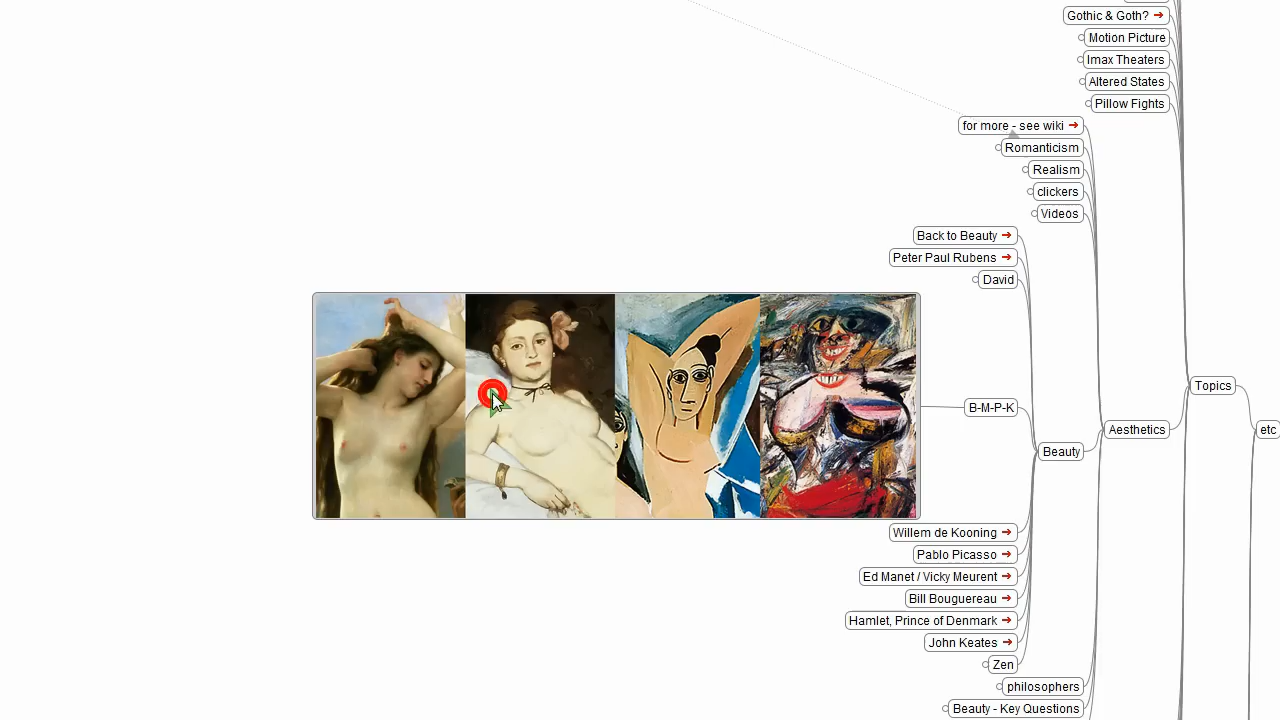 Gothic & Goth?
Motion Picture
Imax Theaters
Altered States
Pillow Fights
for more - see wiki
Romanticism
Realism
clickers
Videos
Back to Beauty
Peter Paul Rubens
David
B-M-P-K
Topics
Aesthetics
etc
Beauty
Willem de Kooning
Pablo Picasso
Ed Manet / Vicky Meurent
Bill Bouguereau
Hamlet, Prince of Denmark
John Keates
Zen
philosophers
Beauty - Key Questions